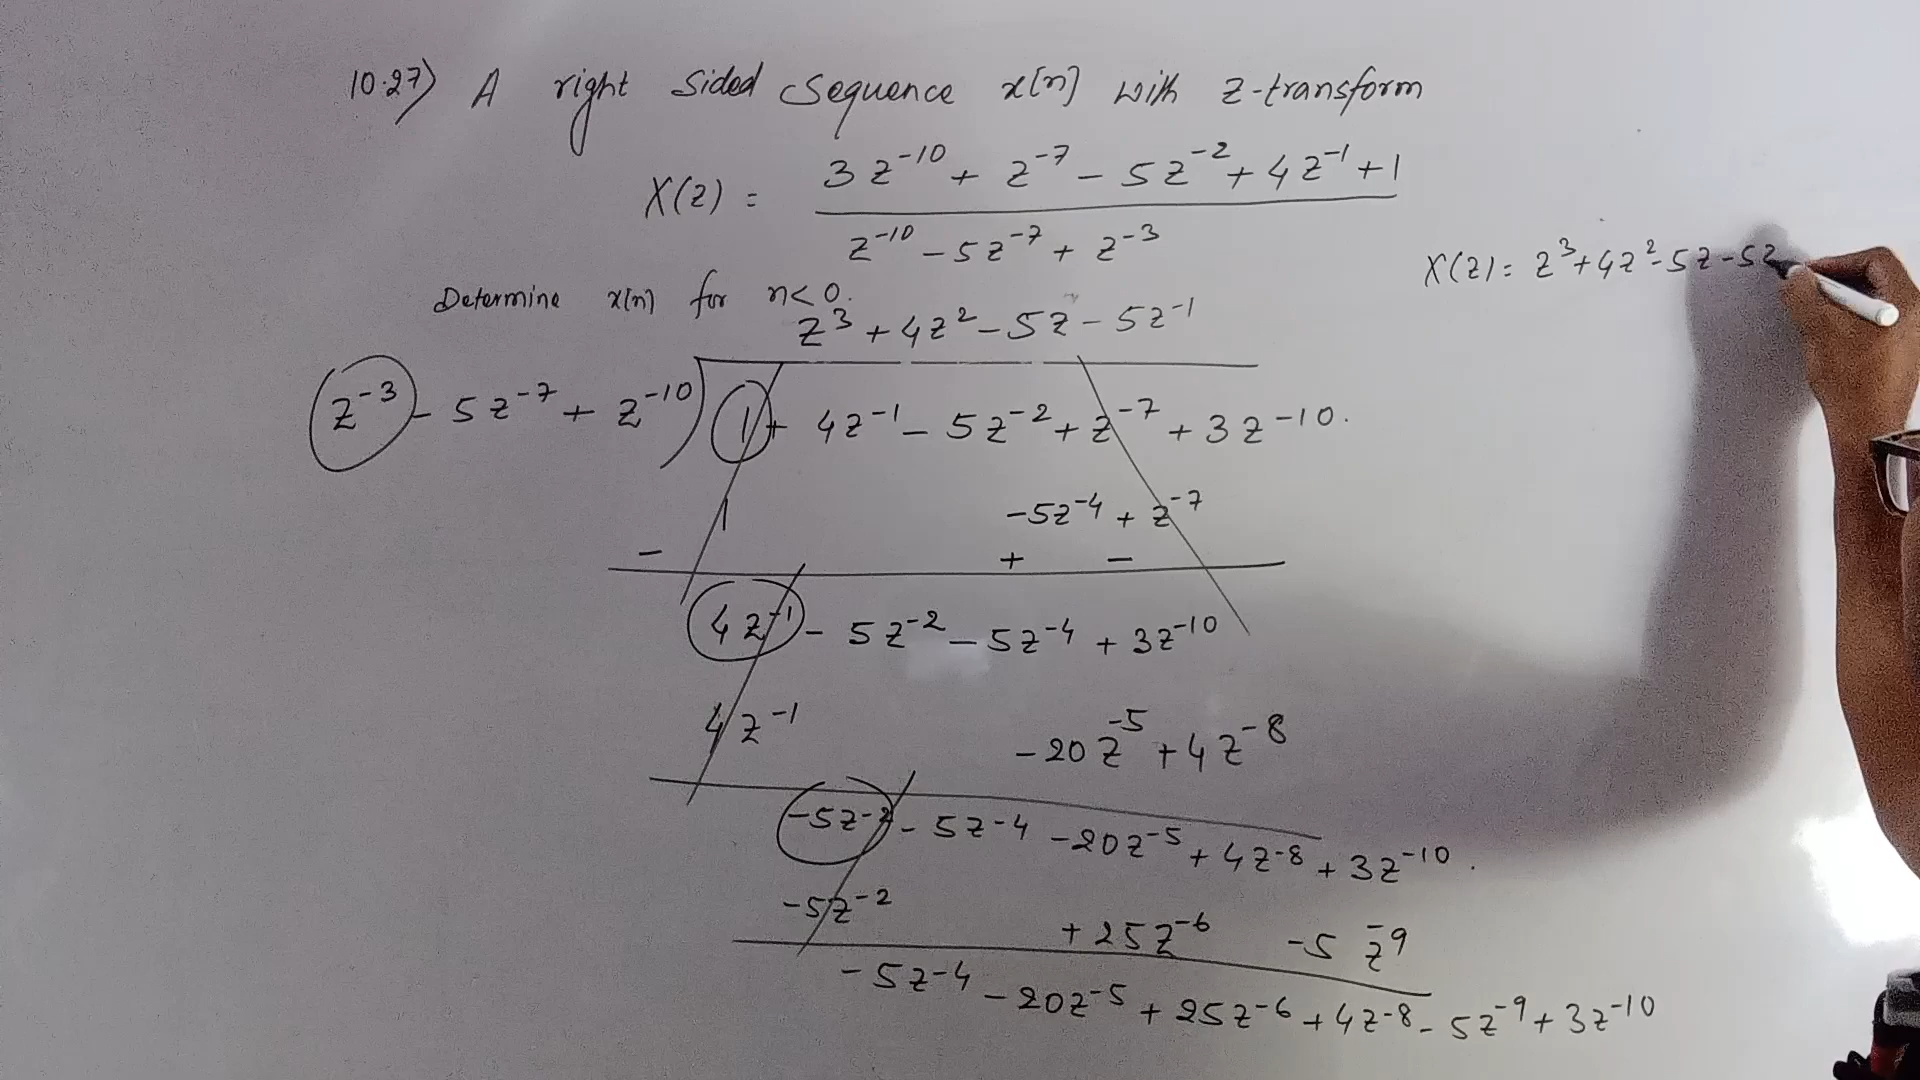 10.27) A right sided sequence x[n] with z-transform
X(z) = (3z^-10 + z^-7 - 5z^-2 + 4z^-1 + 1) / (z^-10 - 5z^-7 + z^-3)
Determine x[n] for n<0.
X(z) = z^3 + 4z^2 - 5z - 5z
z^3 + 4z^2 - 5z - 5z^-1
z^-3 - 5z^-7 + z^-10 ) 1 + 4z^-1 - 5z^-2 + z^-7 + 3z^-10.
1 -5z^-4 + z^-7
- + -
4z^-1 - 5z^-2 - 5z^-4 + 3z^-10
4z^-1 -20z^-5 + 4z^-8
-5z^-2 - 5z^-4 - 20z^-5 + 4z^-8 + 3z^-10.
-5z^-2 + 25z^-6 -5z^-9
-5z^-4 - 20z^-5 + 25z^-6 + 4z^-8 - 5z^-9 + 3z^-10